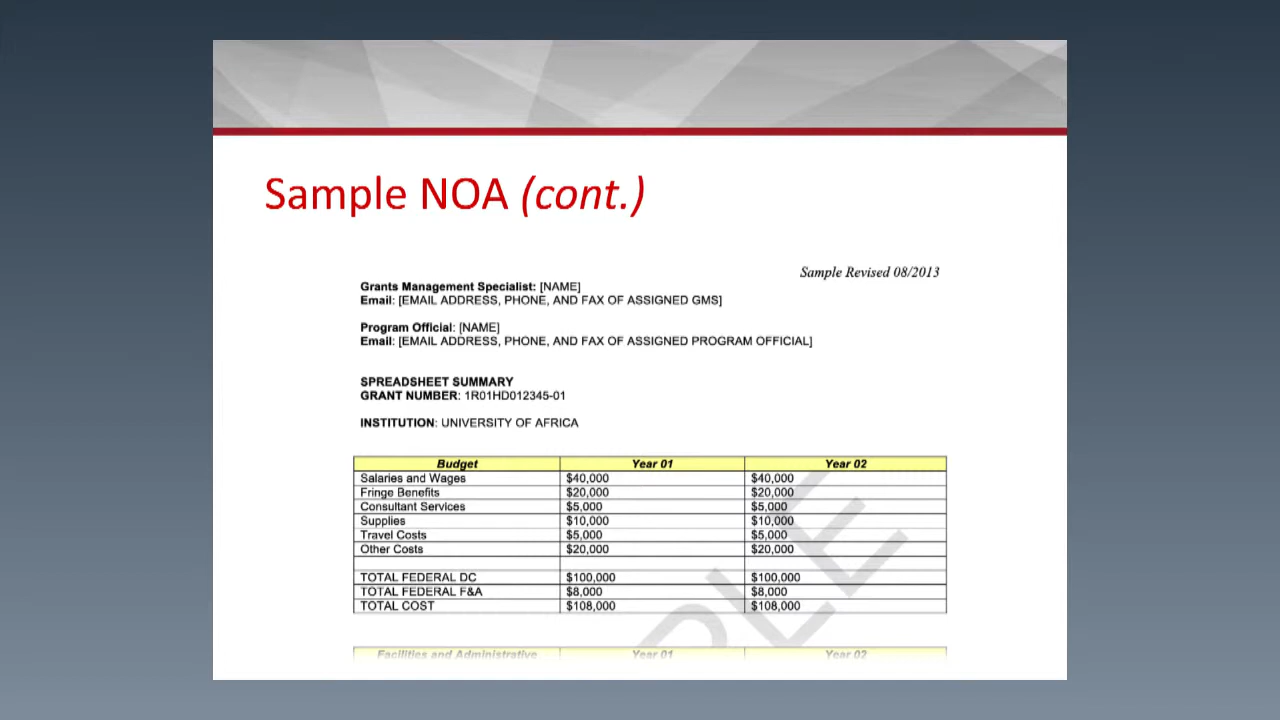 Sample NOA (cont.)
Sample Revised 08/2013
Grants Management Specialist: [NAME]
Email: [EMAIL ADDRESS, PHONE, AND FAX OF ASSIGNED GMS]
Program Official: [NAME]
Email: [EMAIL ADDRESS, PHONE, AND FAX OF ASSIGNED PROGRAM OFFICIAL]
SPREADSHEET SUMMARY
GRANT NUMBER: 1R01HD012345-01
INSTITUTION: UNIVERSITY OF AFRICA
Budget Year 01 Year 02
Salaries and Wages $40,000 $40,000
Fringe Benefits $20,000 $20,000
Consultant Services $5,000 $5,000
Supplies $10,000 $10,000
Travel Costs $5,000 $5,000
Other Costs $20,000 $20,000
TOTAL FEDERAL DC $100,000 $100,000
TOTAL FEDERAL F&A $8,000 $8,000
TOTAL COST $108,000 $108,000
Facilities and Administrative Year 01 Year 02
PLE